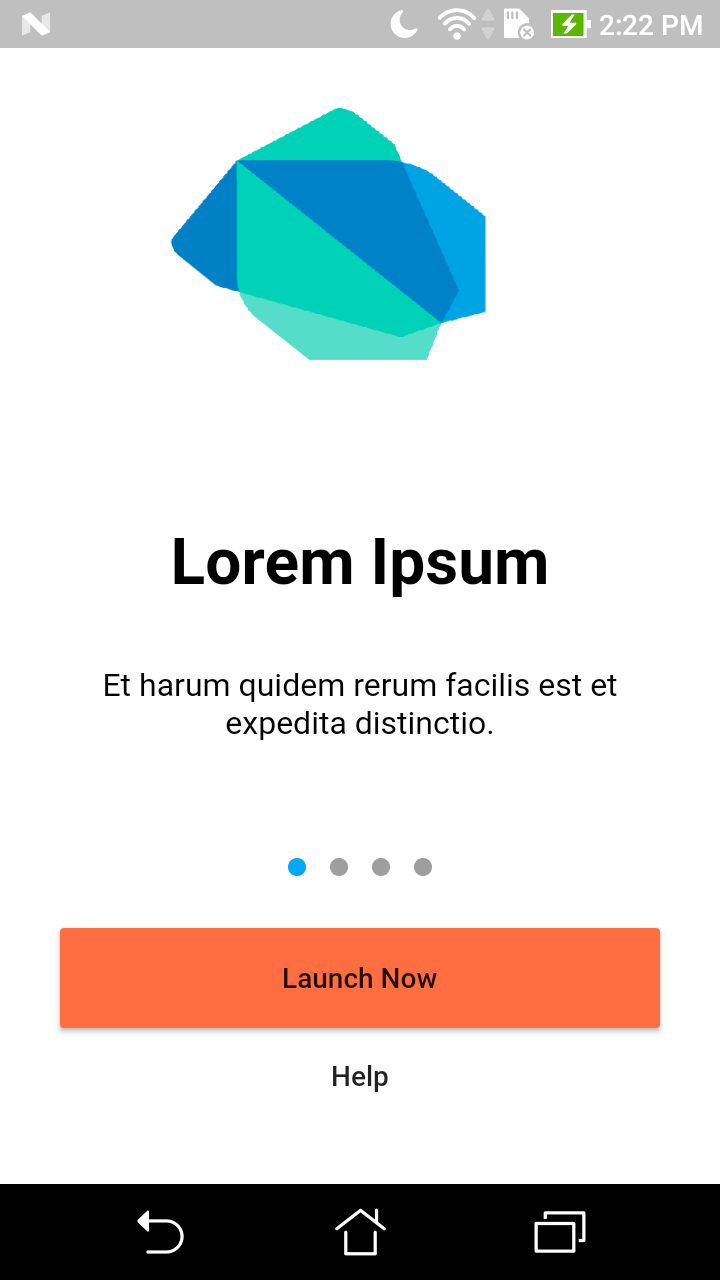 2:22 PM
Lorem Ipsum
Et harum quidem rerum facilis est et
expedita distinctio.
Launch Now
Help